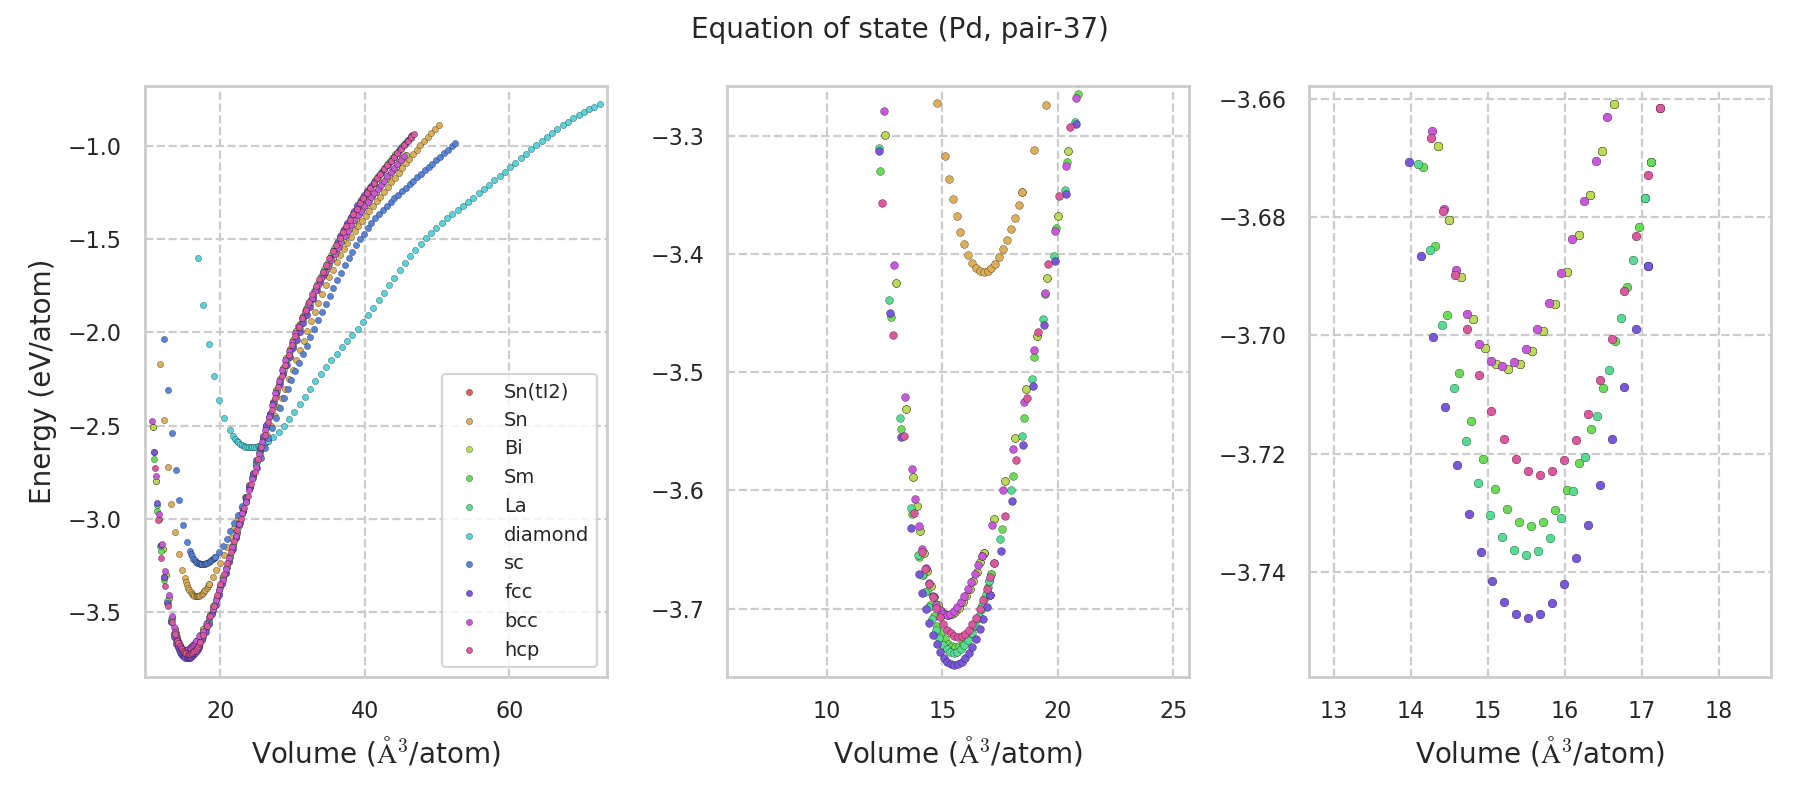 Equation of state (Pd, pair-37)
Energy (eV/atom)
−1.0
−1.5
−2.0
−2.5
−3.0
−3.5
20
40
60
Volume (Å³/atom)
Sn(tI2)
Sn
Bi
Sm
La
diamond
sc
fcc
bcc
hcp
−3.3
−3.4
−3.5
−3.6
−3.7
10
15
20
25
Volume (Å³/atom)
−3.66
−3.68
−3.70
−3.72
−3.74
13
14
15
16
17
18
Volume (Å³/atom)